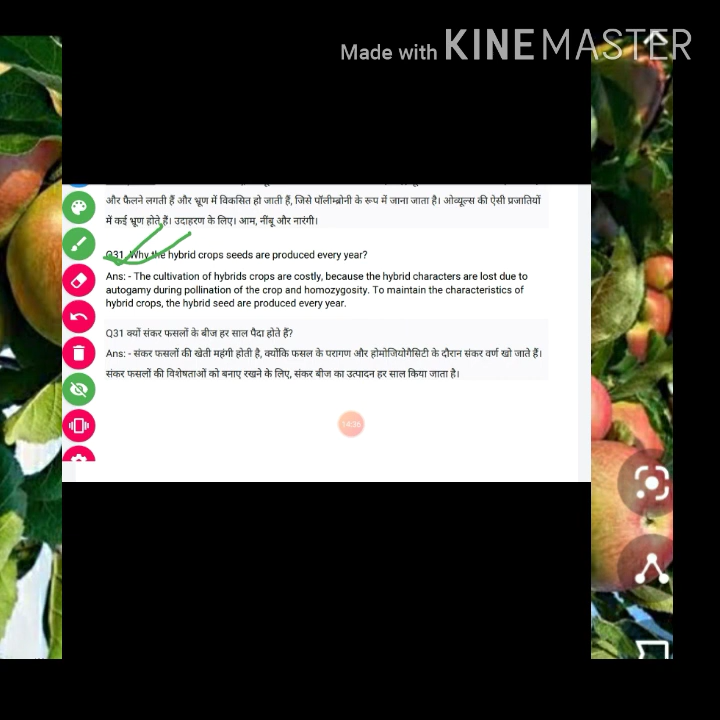 Made with KINEMASTER
और फैलने लगती हैं और भ्रूण में विकसित हो जाती हैं, जिसे पॉलीम्ब्रोनी के रूप में जाना जाता है। ओव्यूल्स की ऐसी प्रजातियों
में कई भ्रूण होते हैं। उदाहरण के लिए। आम, नींबू और नारंगी।
Q31. Why the hybrid crops seeds are produced every year?
Ans: - The cultivation of hybrids crops are costly, because the hybrid characters are lost due to
autogamy during pollination of the crop and homozygosity. To maintain the characteristics of
hybrid crops, the hybrid seed are produced every year.
Q31 क्यों संकर फसलों के बीज हर साल पैदा होते हैं?
Ans: - संकर फसलों की खेती महंगी होती है, क्योंकि फसल के परागण और होमोजियोगैसिटी के दौरान संकर वर्ण खो जाते हैं।
संकर फसलों की विशेषताओं को बनाए रखने के लिए, संकर बीज का उत्पादन हर साल किया जाता है।
14:36